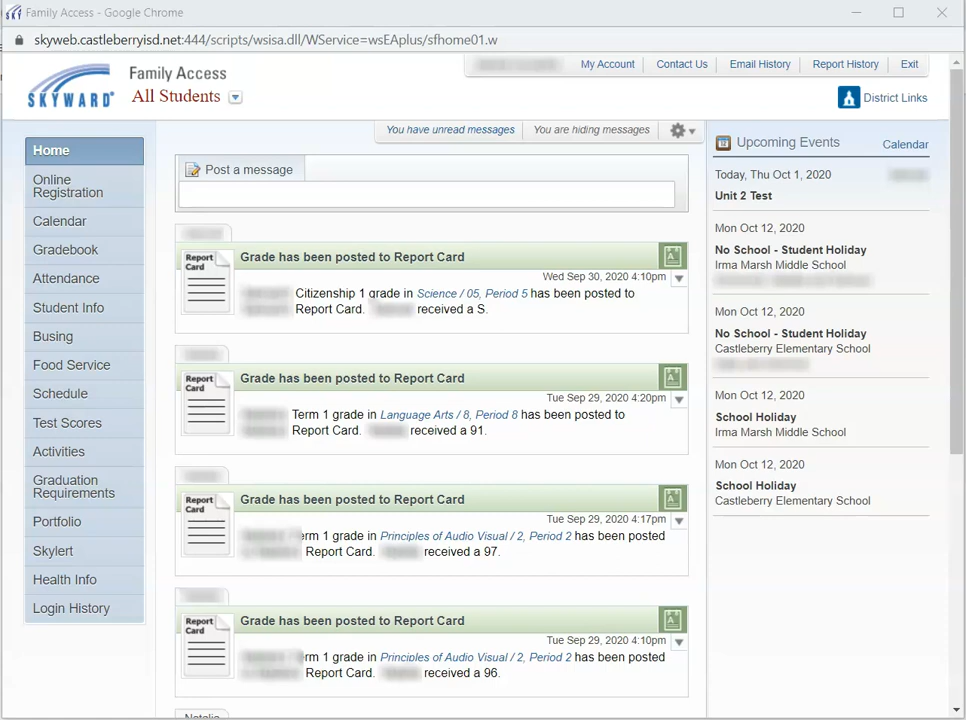 Family Access - Google Chrome
skyweb.castleberryisd.net:444/scripts/wsisa.dll/WService=wsEAplus/sfhome01.w
SKYWARD®
Family Access
All Students
My Account
Contact Us
Email History
Report History
Exit
District Links
Home
Online
Registration
Calendar
Gradebook
Attendance
Student Info
Busing
Food Service
Schedule
Test Scores
Activities
Graduation
Requirements
Portfolio
Skylert
Health Info
Login History
You have unread messages
You are hiding messages
Post a message
Report
Card
Grade has been posted to Report Card
Wed Sep 30, 2020 4:10pm
Citizenship 1 grade in Science / 05, Period 5 has been posted to
Report Card. received a S.
Report
Card
Grade has been posted to Report Card
Tue Sep 29, 2020 4:20pm
Term 1 grade in Language Arts / 8, Period 8 has been posted to
Report Card. received a 91.
Report
Card
Grade has been posted to Report Card
Tue Sep 29, 2020 4:17pm
erm 1 grade in Principles of Audio Visual / 2, Period 2 has been posted
Report Card. received a 97.
Report
Card
Grade has been posted to Report Card
Tue Sep 29, 2020 4:10pm
rm 1 grade in Principles of Audio Visual / 2, Period 2 has been posted
Report Card. received a 96.
Upcoming Events
Calendar
Today, Thu Oct 1, 2020
Unit 2 Test
Mon Oct 12, 2020
No School - Student Holiday
Irma Marsh Middle School
Mon Oct 12, 2020
No School - Student Holiday
Castleberry Elementary School
Mon Oct 12, 2020
School Holiday
Irma Marsh Middle School
Mon Oct 12, 2020
School Holiday
Castleberry Elementary School